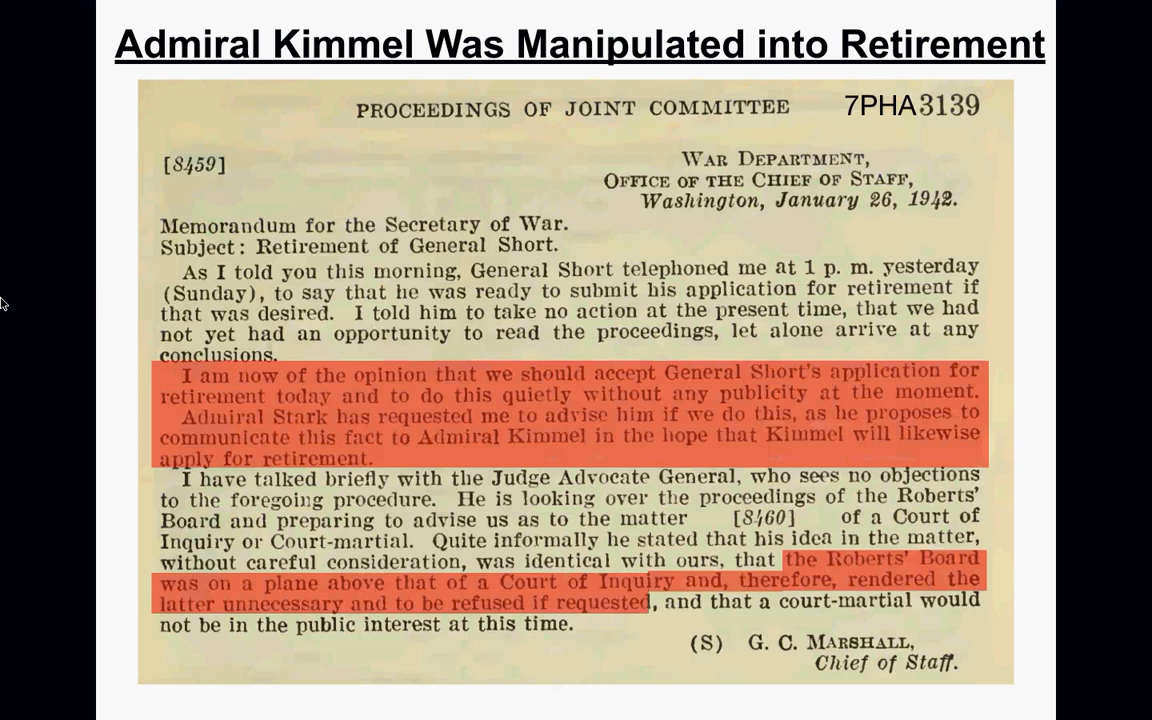 Admiral Kimmel Was Manipulated into Retirement
PROCEEDINGS OF JOINT COMMITTEE 7PHA3139
[8459]
WAR DEPARTMENT,
OFFICE OF THE CHIEF OF STAFF,
Washington, January 26, 1942.
Memorandum for the Secretary of War.
Subject: Retirement of General Short.
As I told you this morning, General Short telephoned me at 1 p. m. yesterday
(Sunday), to say that he was ready to submit his application for retirement if
that was desired. I told him to take no action at the present time, that we had
not yet had an opportunity to read the proceedings, let alone arrive at any
conclusions.
I am now of the opinion that we should accept General Short's application for
retirement today and to do this quietly without any publicity at the moment.
Admiral Stark has requested me to advise him if we do this, as he proposes to
communicate this fact to Admiral Kimmel in the hope that Kimmel will likewise
apply for retirement.
I have talked briefly with the Judge Advocate General, who sees no objections
to the foregoing procedure. He is looking over the proceedings of the Roberts'
Board and preparing to advise us as to the matter [8460] of a Court of
Inquiry or Court-martial. Quite informally he stated that his idea in the matter,
without careful consideration, was identical with ours, that the Roberts' Board
was on a plane above that of a Court of Inquiry and, therefore, rendered the
latter unnecessary and to be refused if requested, and that a court-martial would
not be in the public interest at this time.
(S) G. C. MARSHALL,
Chief of Staff.